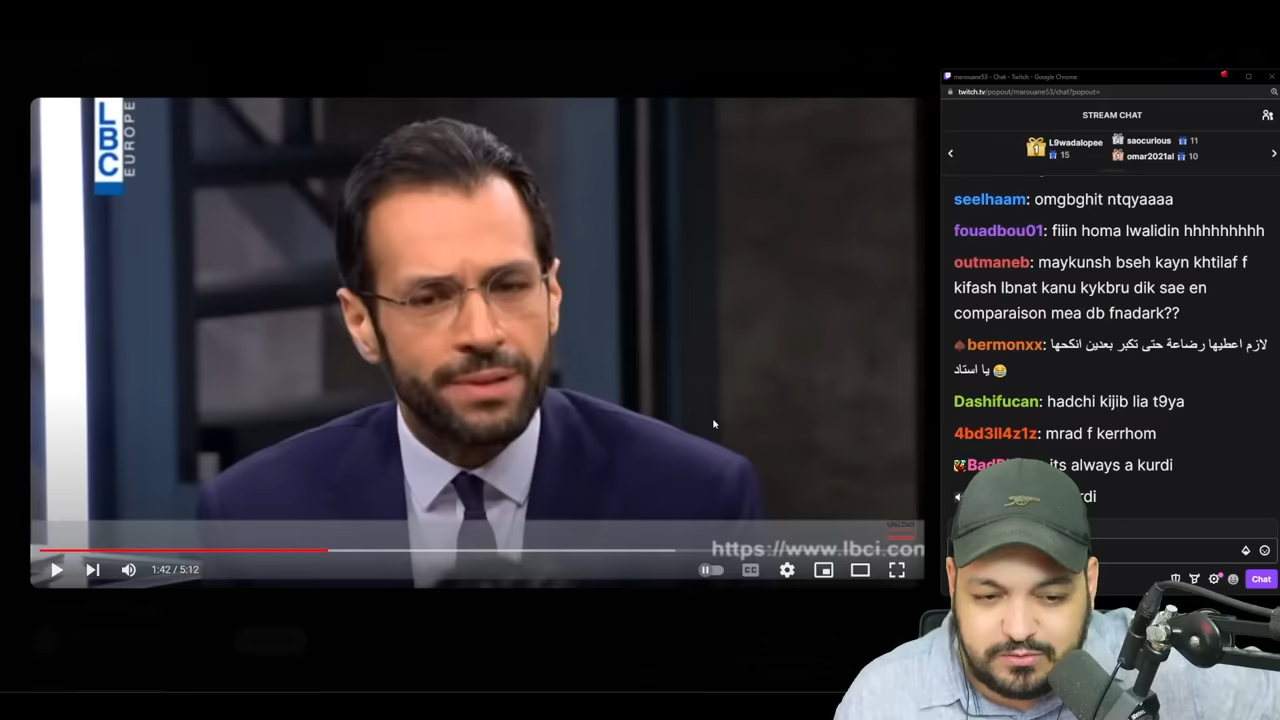 LBC
EUROPE
https://www.lbci.con
1:42 / 5:12
CC
marouane53 - Chat - Twitch - Google Chrome
twitch.tv/popout/marouane53/chat?popout=
STREAM CHAT
1 L9wadalopee
15
saocurious 11
omar2021al 10
seelhaam: omgbghit ntqyaaaa
fouadbou01: fiiin homa lwalidin hhhhhhhhh
outmaneb: maykunsh bseh kayn khtilaf f
kifash lbnat kanu kykbru dik sae en
comparaison mea db fnadark??
bermonxx: لازم اعطيها رضاعة حتى تكبر بعدين انكحها
يا استاد 😂
Dashifucan: hadchi kijib lia t9ya
4bd3ll4z1z: mrad f kerrhom
its always a kurdi
Chat